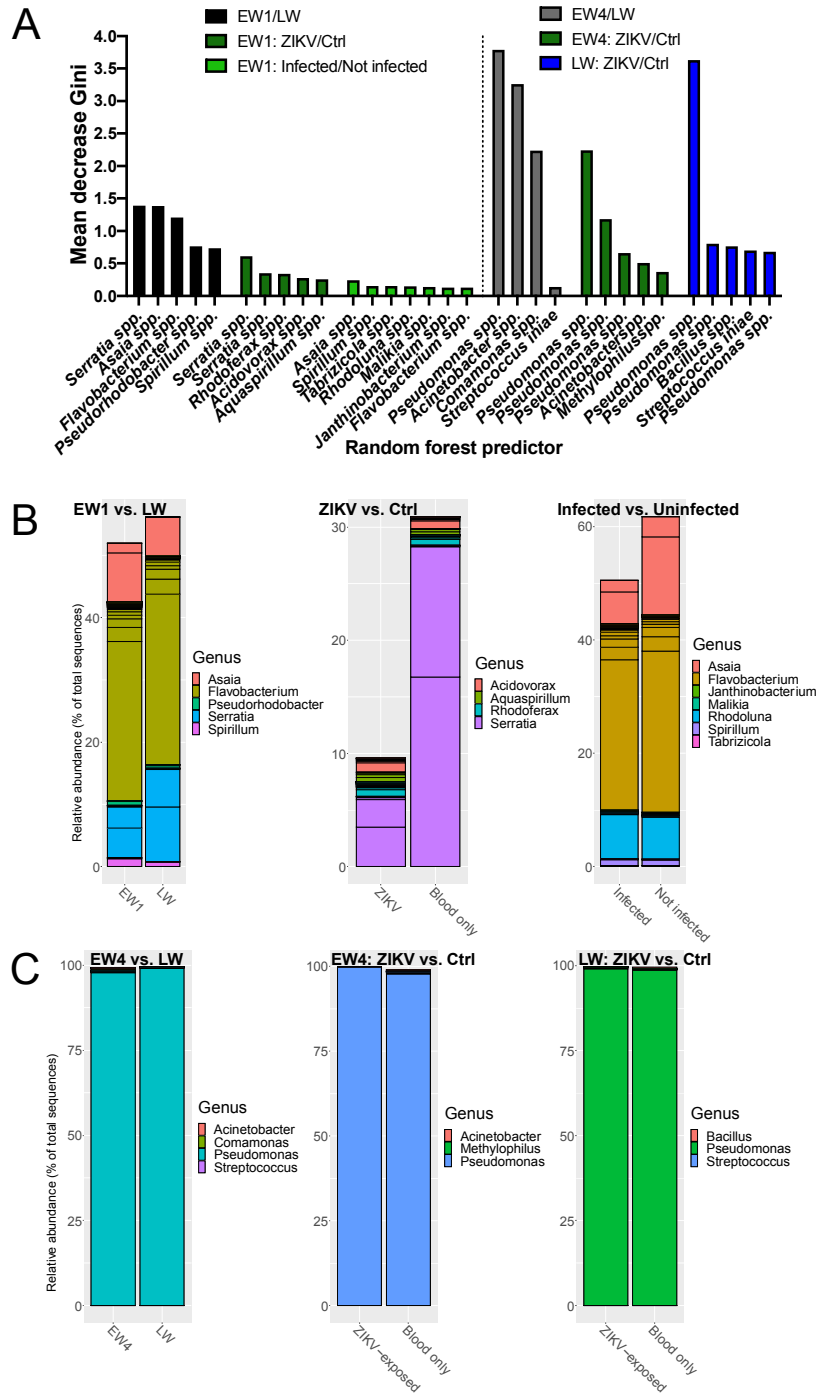 A
EW1/LW
EW1: ZIKV/Ctrl
EW1: Infected/Not infected
EW4/LW
EW4: ZIKV/Ctrl
LW: ZIKV/Ctrl
Mean decrease Gini
4.0
3.5
3.0
2.5
2.0
1.5
1.0
0.5
0.0
Serratia spp.
Asaia spp.
Flavobacterium spp.
Pseudorhodobacter spp.
Spirillum spp.
Serratia spp.
Serratia spp.
Rhodoferax spp.
Acidovorax spp.
Aquaspirillum spp.
Asaia spp.
Spirillum spp.
Tabrizicola spp.
Rhodoluna spp.
Malikia spp.
Janthinobacterium spp.
Flavobacterium spp.
Pseudomonas spp.
Acinetobacter spp.
Comamonas spp.
Streptococcus iniae
Pseudomonas spp.
Pseudomonas spp.
Pseudomonas spp.
Acinetobacter spp.
Methylophilus spp.
Pseudomonas spp.
Pseudomonas spp.
Bacillus spp.
Streptococcus iniae
Pseudomonas spp.
Random forest predictor
B
EW1 vs. LW
Relative abundance (% of total sequences)
40
20
0
EW1
LW
Genus
Asaia
Flavobacterium
Pseudorhodobacter
Serratia
Spirillum
ZIKV vs. Ctrl
30
20
10
0
ZIKV
Blood only
Genus
Acidovorax
Aquaspirillum
Rhodoferax
Serratia
Infected vs. Uninfected
60
40
20
0
Infected
Not infected
Genus
Asaia
Flavobacterium
Janthinobacterium
Malikia
Rhodoluna
Spirillum
Tabrizicola
C
EW4 vs. LW
Relative abundance (% of total sequences)
100
75
50
25
0
EW4
LW
Genus
Acinetobacter
Comamonas
Pseudomonas
Streptococcus
EW4: ZIKV vs. Ctrl
100
75
50
25
0
ZIKV-exposed
Blood only
Genus
Acinetobacter
Methylophilus
Pseudomonas
LW: ZIKV vs. Ctrl
100
75
50
25
0
ZIKV-exposed
Blood only
Genus
Bacillus
Pseudomonas
Streptococcus